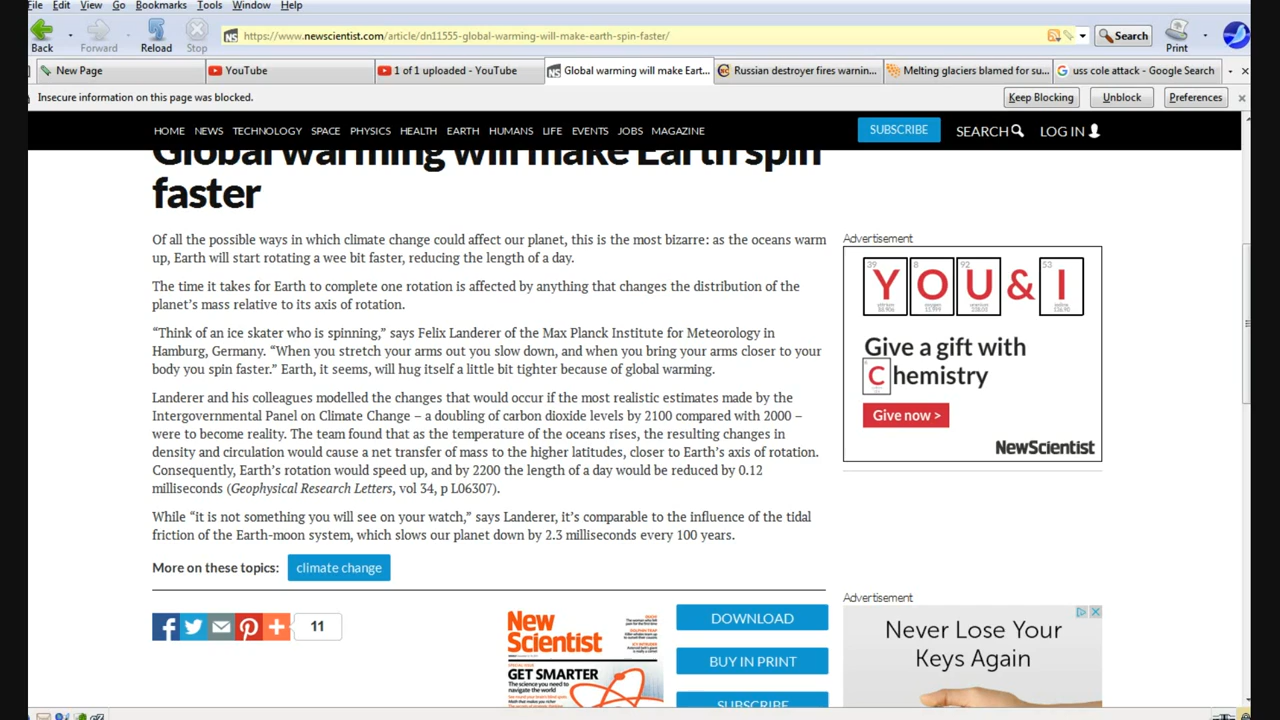 File Edit View Go Bookmarks Tools Window Help
Back Forward Reload Stop https://www.newscientist.com/article/dn11555-global-warming-will-make-earth-spin-faster/ Search Print
New Page YouTube 1 of 1 uploaded - YouTube Global warming will make Eart... Russian destroyer fires warnin... Melting glaciers blamed for su... uss cole attack - Google Search
Insecure information on this page was blocked. Keep Blocking Unblock Preferences
HOME NEWS TECHNOLOGY SPACE PHYSICS HEALTH EARTH HUMANS LIFE EVENTS JOBS MAGAZINE SUBSCRIBE SEARCH LOG IN
Global warming will make Earth spin
faster
Of all the possible ways in which climate change could affect our planet, this is the most bizarre: as the oceans warm
up, Earth will start rotating a wee bit faster, reducing the length of a day.
The time it takes for Earth to complete one rotation is affected by anything that changes the distribution of the
planet’s mass relative to its axis of rotation.
“Think of an ice skater who is spinning,” says Felix Landerer of the Max Planck Institute for Meteorology in
Hamburg, Germany. “When you stretch your arms out you slow down, and when you bring your arms closer to your
body you spin faster.” Earth, it seems, will hug itself a little bit tighter because of global warming.
Landerer and his colleagues modelled the changes that would occur if the most realistic estimates made by the
Intergovernmental Panel on Climate Change – a doubling of carbon dioxide levels by 2100 compared with 2000 –
were to become reality. The team found that as the temperature of the oceans rises, the resulting changes in
density and circulation would cause a net transfer of mass to the higher latitudes, closer to Earth’s axis of rotation.
Consequently, Earth’s rotation would speed up, and by 2200 the length of a day would be reduced by 0.12
milliseconds (Geophysical Research Letters, vol 34, p L06307).
While “it is not something you will see on your watch,” says Landerer, it’s comparable to the influence of the tidal
friction of the Earth-moon system, which slows our planet down by 2.3 milliseconds every 100 years.
More on these topics: climate change
11
New
Scientist
GET SMARTER
The science you need to
navigate the world
DOWNLOAD
BUY IN PRINT
SUBSCRIBE
Advertisement
39 8 92 53
Y O U & I
Give a gift with
Chemistry
Give now >
NewScientist
Advertisement
Never Lose Your
Keys Again